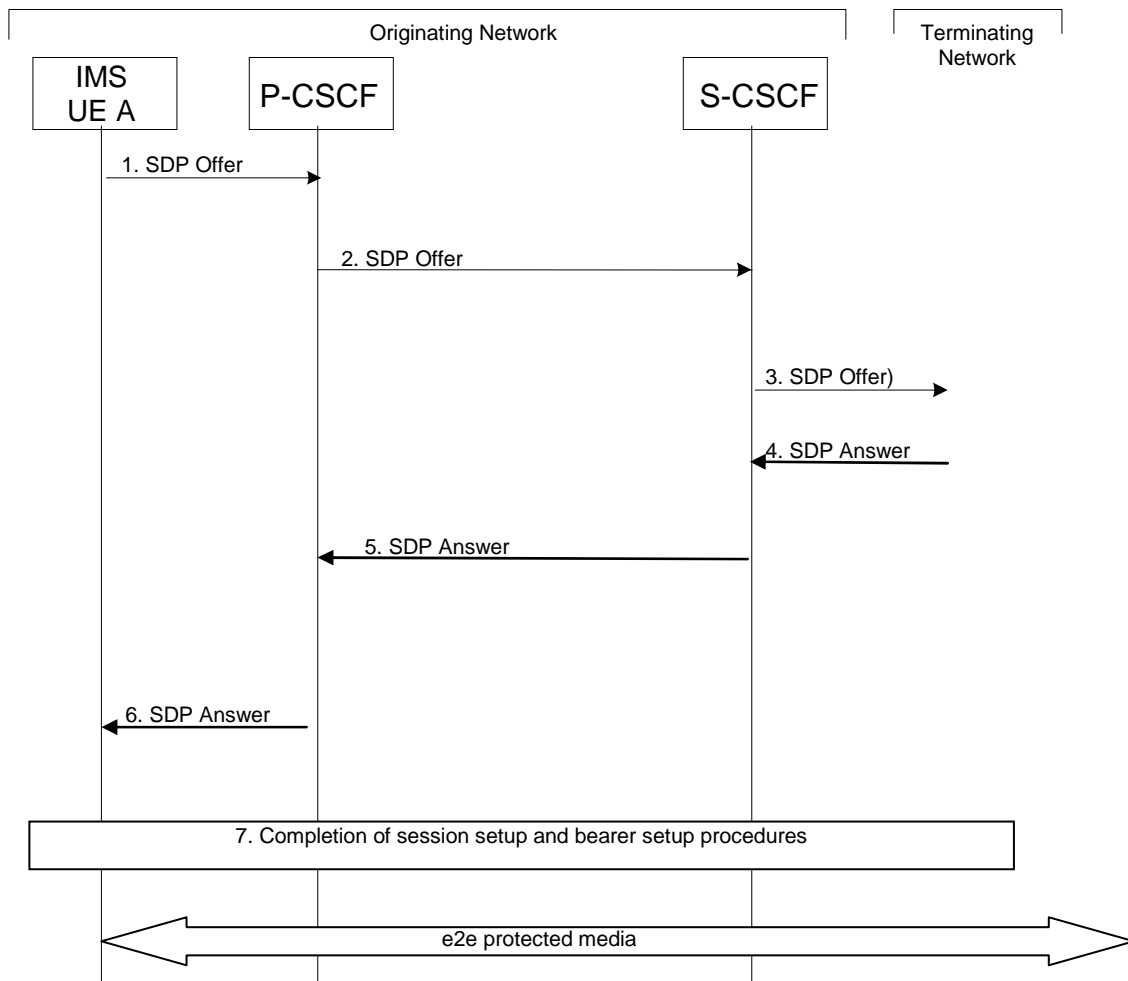 Originating Network
Terminating
Network
IMS
UE A
P-CSCF
S-CSCF
1. SDP Offer
2. SDP Offer
3. SDP Offer)
4. SDP Answer
5. SDP Answer
6. SDP Answer
7. Completion of session setup and bearer setup procedures
e2e protected media